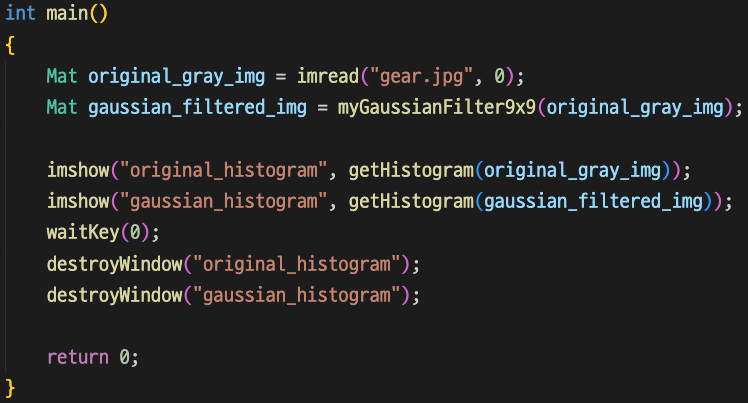 int main()
{
    Mat original_gray_img = imread("gear.jpg", 0);
    Mat gaussian_filtered_img = myGaussianFilter9x9(original_gray_img);

    imshow("original_histogram", getHistogram(original_gray_img));
    imshow("gaussian_histogram", getHistogram(gaussian_filtered_img));
    waitKey(0);
    destroyWindow("original_histogram");
    destroyWindow("gaussian_histogram");

    return 0;
}